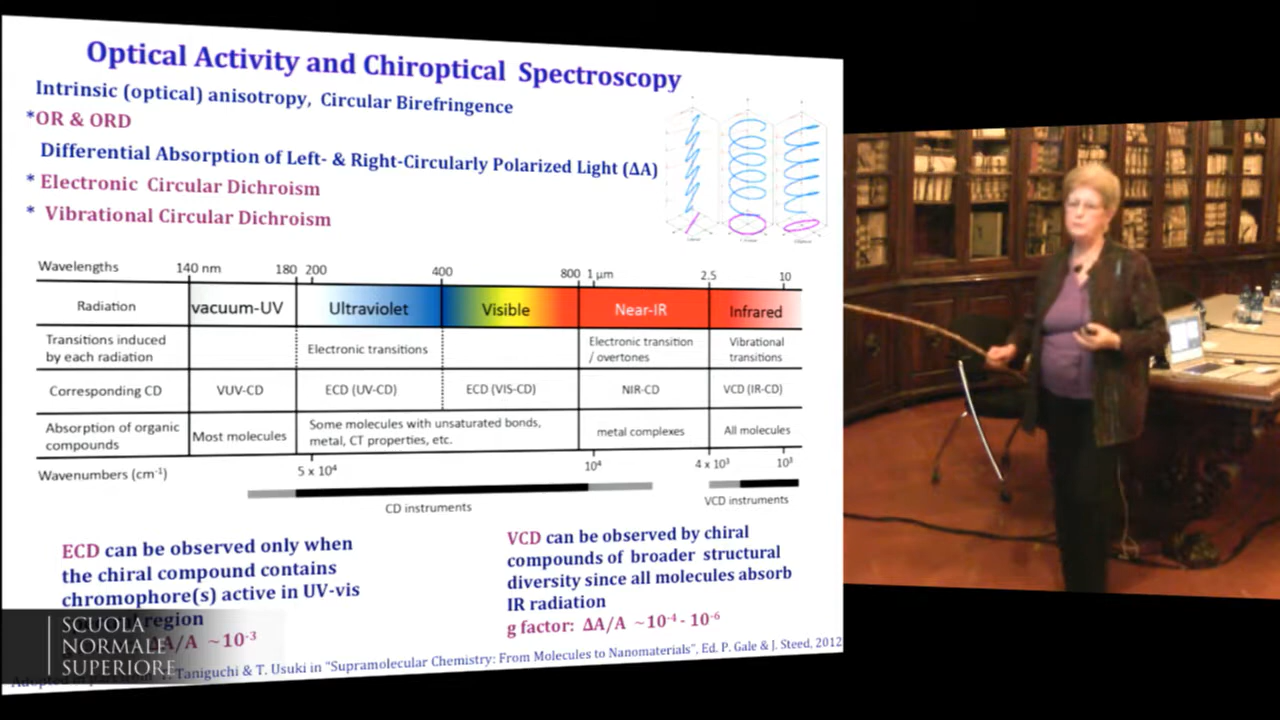 Optical Activity and Chiroptical Spectroscopy
Intrinsic (optical) anisotropy, Circular Birefringence
*OR & ORD
Differential Absorption of Left- & Right-Circularly Polarized Light (ΔA)
* Electronic Circular Dichroism
* Vibrational Circular Dichroism
Wavelengths 140 nm 180 200 400 800 1 μm 2.5 10
Radiation vacuum-UV Ultraviolet Visible Near-IR Infrared
Transitions induced by each radiation
Electronic transitions
Electronic transition / overtones
Vibrational transitions
Corresponding CD VUV-CD ECD (UV-CD) ECD (VIS-CD) NIR-CD VCD (IR-CD)
Absorption of organic compounds
Most molecules
Some molecules with unsaturated bonds,
metal, CT properties, etc.
metal complexes
All molecules
Wavenumbers (cm⁻¹) 5 x 10⁴ 10⁴ 4 x 10³ 10³
CD instruments
VCD instruments
ECD can be observed only when
the chiral compound contains
chromophore(s) active in UV-vis
region
ΔA/A ~10⁻³
VCD can be observed by chiral
compounds of broader structural
diversity since all molecules absorb
IR radiation
g factor: ΔA/A ~10⁻⁴ - 10⁻⁶
Taniguchi & T. Usuki in "Supramolecular Chemistry: From Molecules to Nanomaterials", Ed. P. Gale & J. Steed, 2012
SCUOLA
NORMALE
SUPERIORE